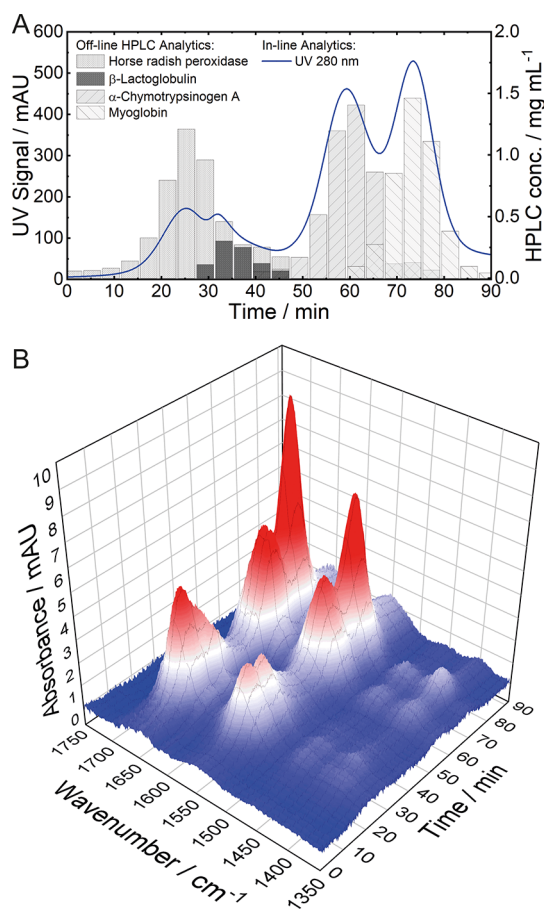 A
Off-line HPLC Analytics:
Horse radish peroxidase
β-Lactoglobulin
α-Chymotrypsinogen A
Myoglobin
In-line Analytics:
UV 280 nm
UV Signal / mAU
600
500
400
300
200
100
0
HPLC conc. / mg mL⁻¹
2.0
1.5
1.0
0.5
0.0
0 10 20 30 40 50 60 70 80 90
Time / min
B
Absorbance / mAU
10
9
8
7
6
5
4
3
2
1
0
1750 1700 1650 1600 1550 1500 1450 1400 1350
Wavenumber / cm⁻¹
0 10 20 30 40 50 60 70 80 90
Time / min